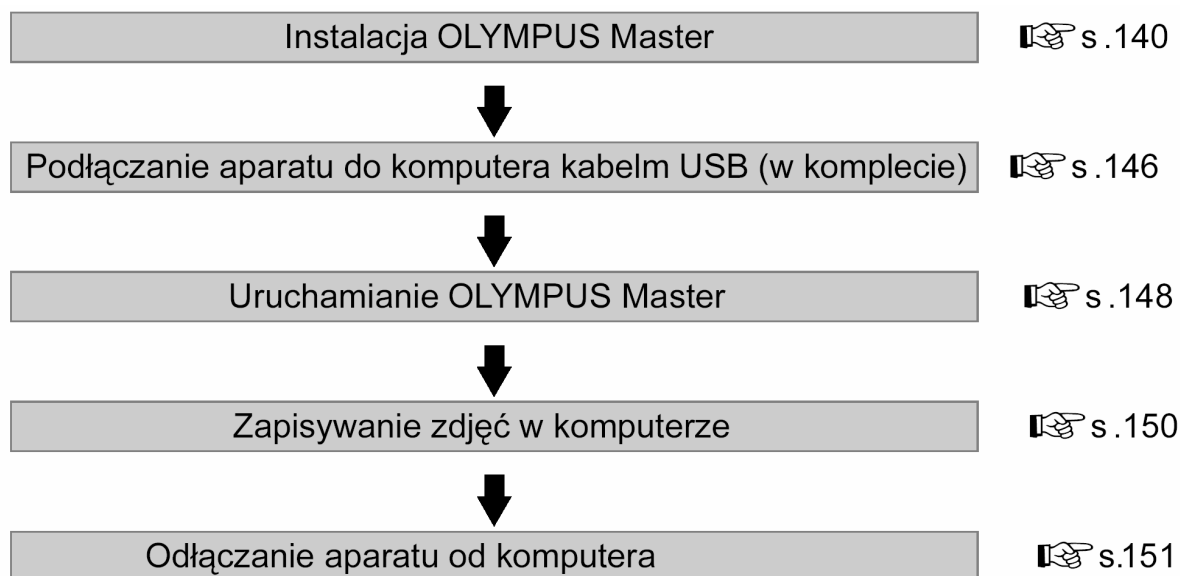 Instalacja OLYMPUS Master ☞ s.140
Podłączanie aparatu do komputera kabelm USB (w komplecie) ☞ s.146
Uruchamianie OLYMPUS Master ☞ s.148
Zapisywanie zdjęć w komputerze ☞ s.150
Odłączanie aparatu od komputera ☞ s.151